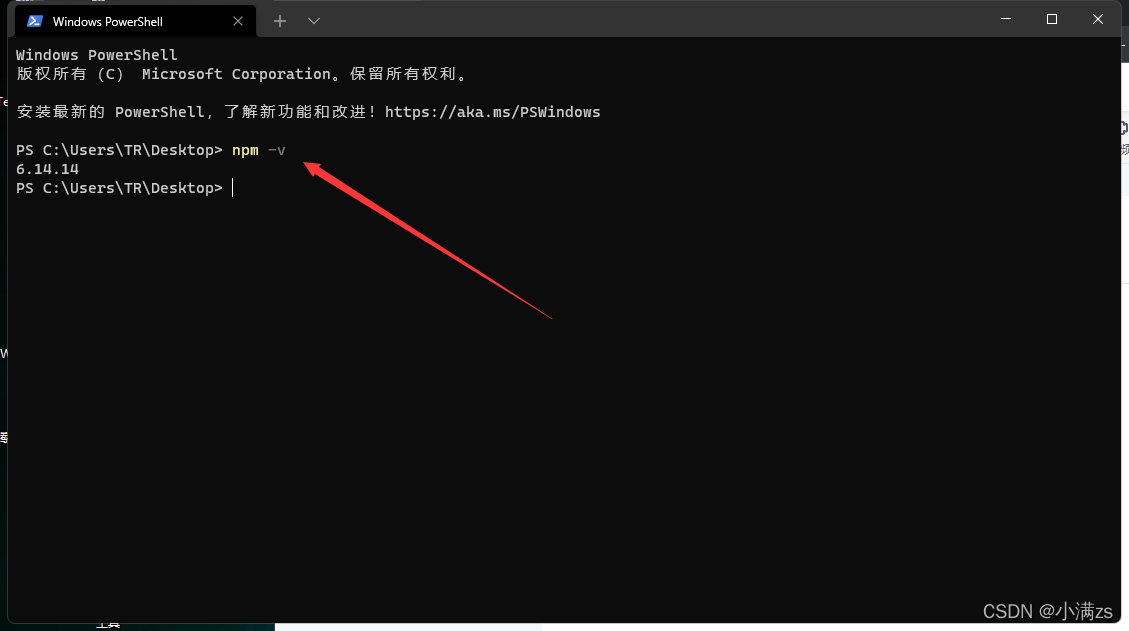 Windows PowerShell
Windows PowerShell
版权所有 (C) Microsoft Corporation。保留所有权利。
安装最新的 PowerShell，了解新功能和改进！https://aka.ms/PSWindows
PS C:\Users\TR\Desktop> npm -v
6.14.14
PS C:\Users\TR\Desktop>
CSDN @小满zs